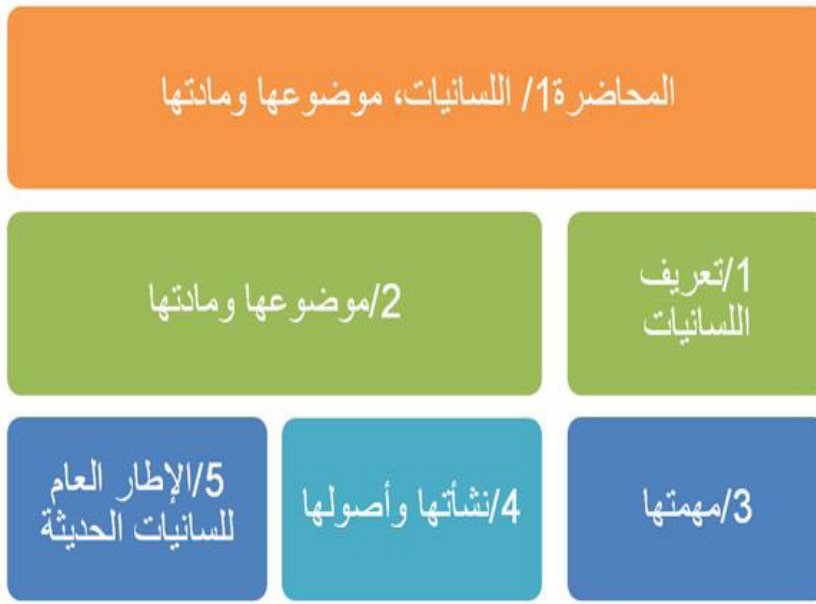 المحاضرة1/ اللسانيات، موضوعها ومادتها
1/تعريف
اللسانيات
2/موضوعها ومادتها
3/مهمتها
4/نشأتها وأصولها
5/الإطار العام
للسانيات الحديثة